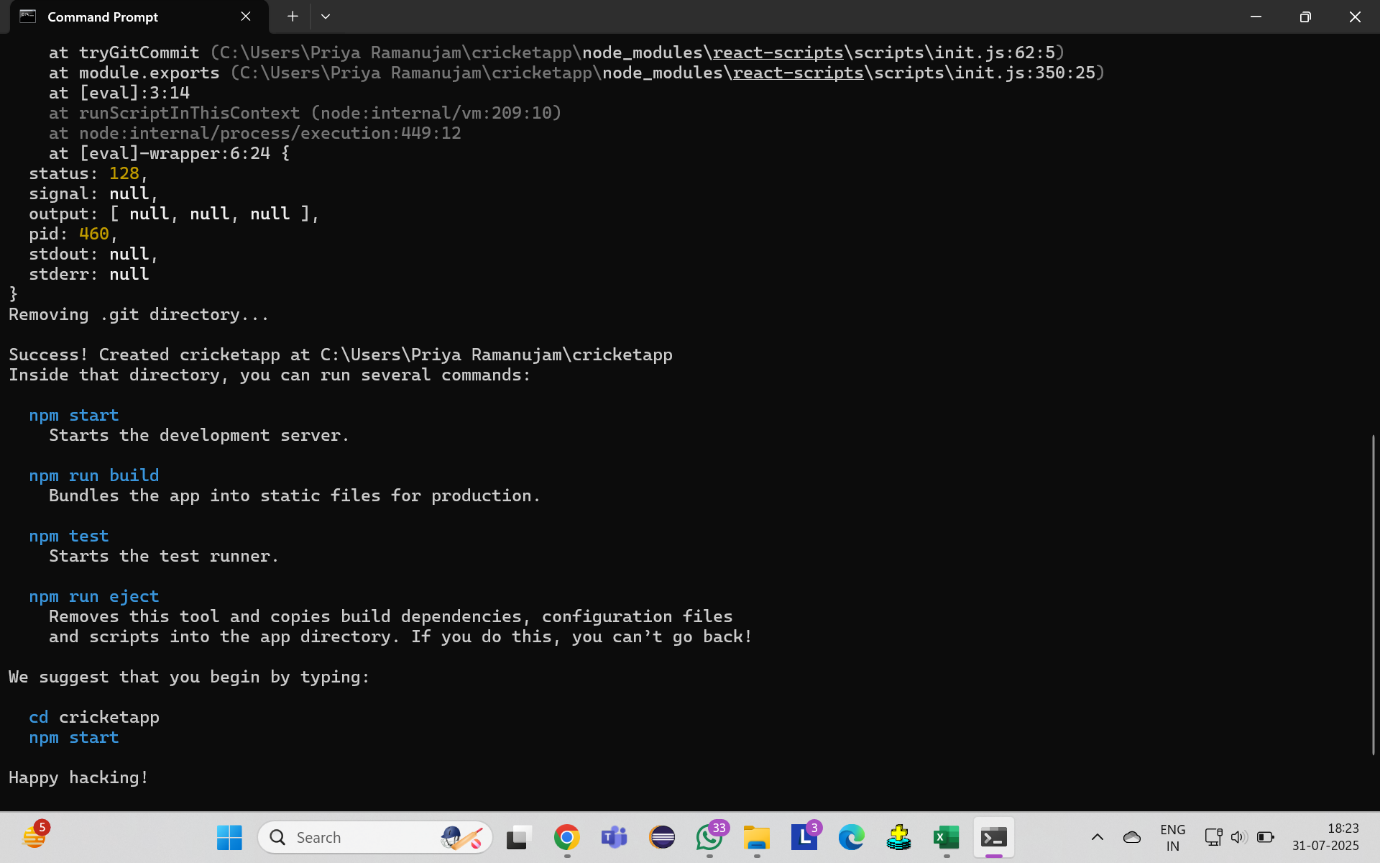 Command Prompt
at tryGitCommit (C:\Users\Priya Ramanujam\cricketapp\node_modules\react-scripts\scripts\init.js:62:5)
at module.exports (C:\Users\Priya Ramanujam\cricketapp\node_modules\react-scripts\scripts\init.js:350:25)
at [eval]:3:14
at runScriptInThisContext (node:internal/vm:209:10)
at node:internal/process/execution:449:12
at [eval]-wrapper:6:24 {
status: 128,
signal: null,
output: [ null, null, null ],
pid: 460,
stdout: null,
stderr: null
}
Removing .git directory...
Success! Created cricketapp at C:\Users\Priya Ramanujam\cricketapp
Inside that directory, you can run several commands:
npm start
Starts the development server.
npm run build
Bundles the app into static files for production.
npm test
Starts the test runner.
npm run eject
Removes this tool and copies build dependencies, configuration files
and scripts into the app directory. If you do this, you can’t go back!
We suggest that you begin by typing:
cd cricketapp
npm start
Happy hacking!
5
Search
33
L 3
ENG
IN
18:23
31-07-2025